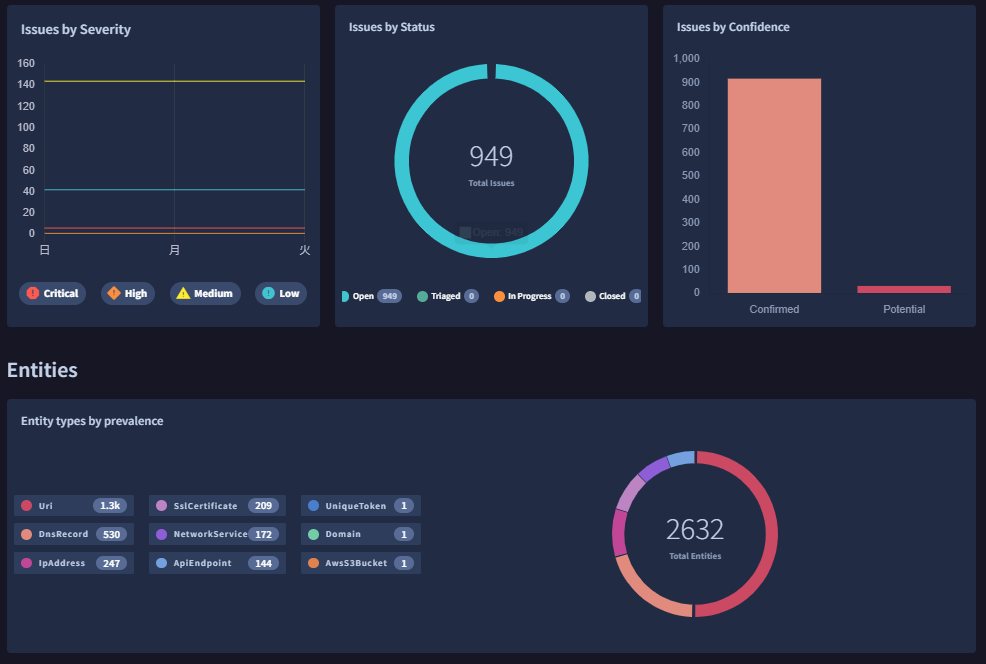 Issues by Severity
160
140
120
100
80
60
40
20
0
日 月 火
Critical High Medium Low
Issues by Status
949
Total Issues
Open: 949
Open 949 Triaged 0 In Progress 0 Closed 0
Issues by Confidence
1,000
900
800
700
600
500
400
300
200
100
0
Confirmed Potential
Entities
Entity types by prevalence
Uri 1.3k SslCertificate 209 UniqueToken 1
DnsRecord 530 NetworkService 172 Domain 1
IpAddress 247 ApiEndpoint 144 AwsS3Bucket 1
2632
Total Entities